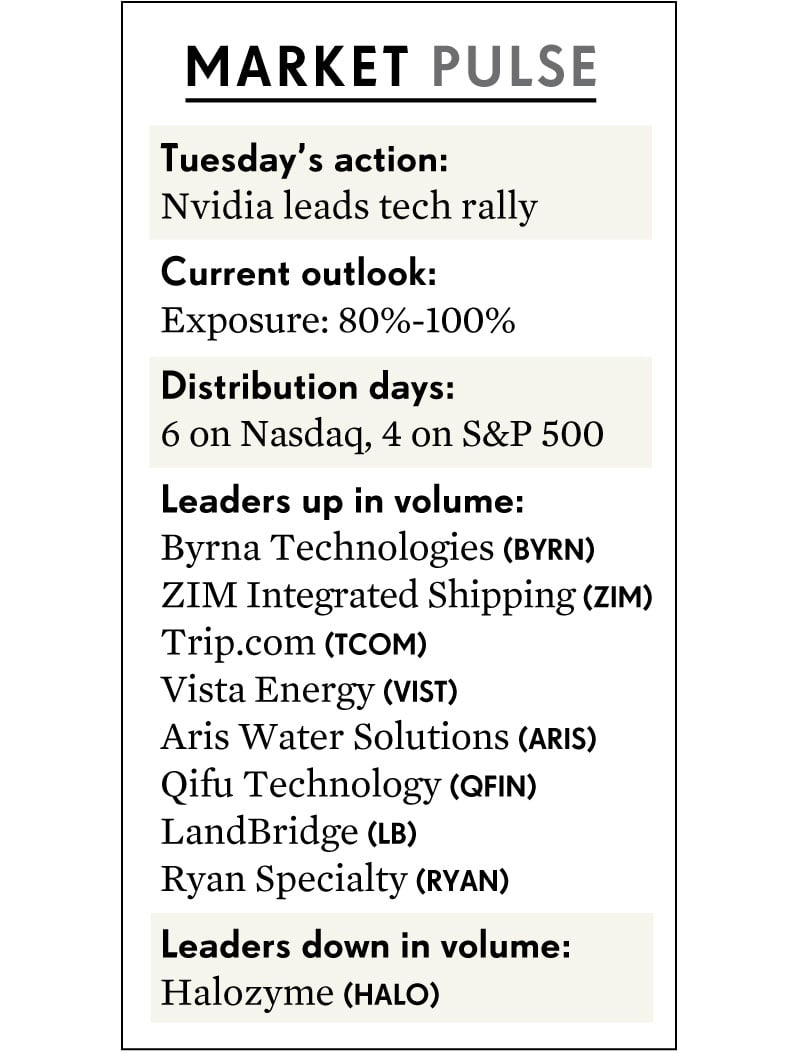 MARKET PULSE
Tuesday’s action:
Nvidia leads tech rally
Current outlook:
Exposure: 80%-100%
Distribution days:
6 on Nasdaq, 4 on S&P 500
Leaders up in volume:
Byrna Technologies (BYRN)
ZIM Integrated Shipping (ZIM)
Trip.com (TCOM)
Vista Energy (VIST)
Aris Water Solutions (ARIS)
Qifu Technology (QFIN)
LandBridge (LB)
Ryan Specialty (RYAN)
Leaders down in volume:
Halozyme (HALO)